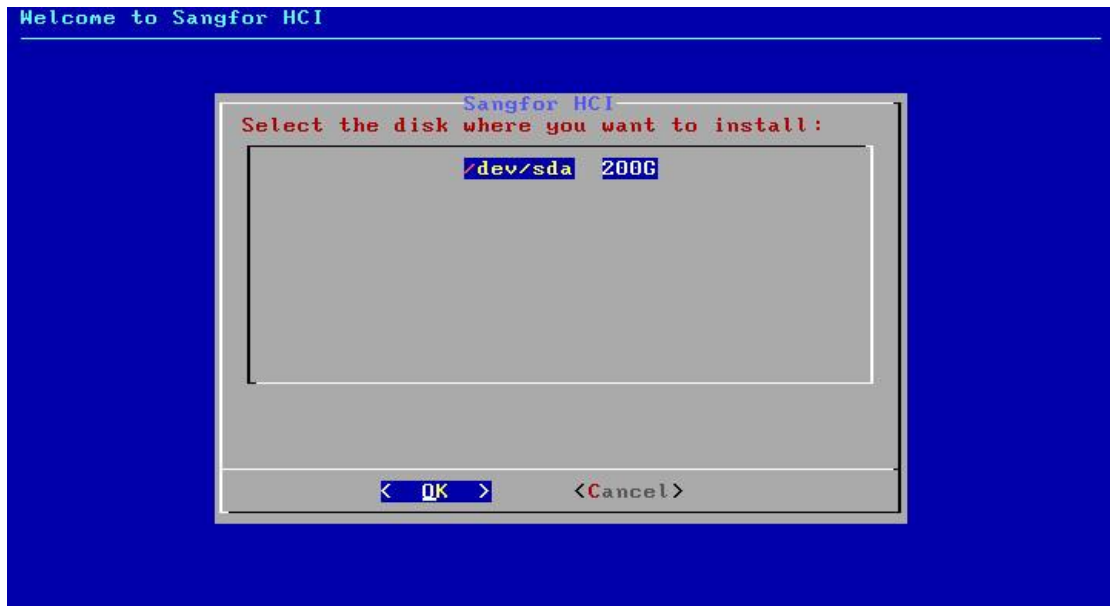 Welcome to Sangfor HCI
Sangfor HCI
Select the disk where you want to install:
/dev/sda 200G
< OK > <Cancel>